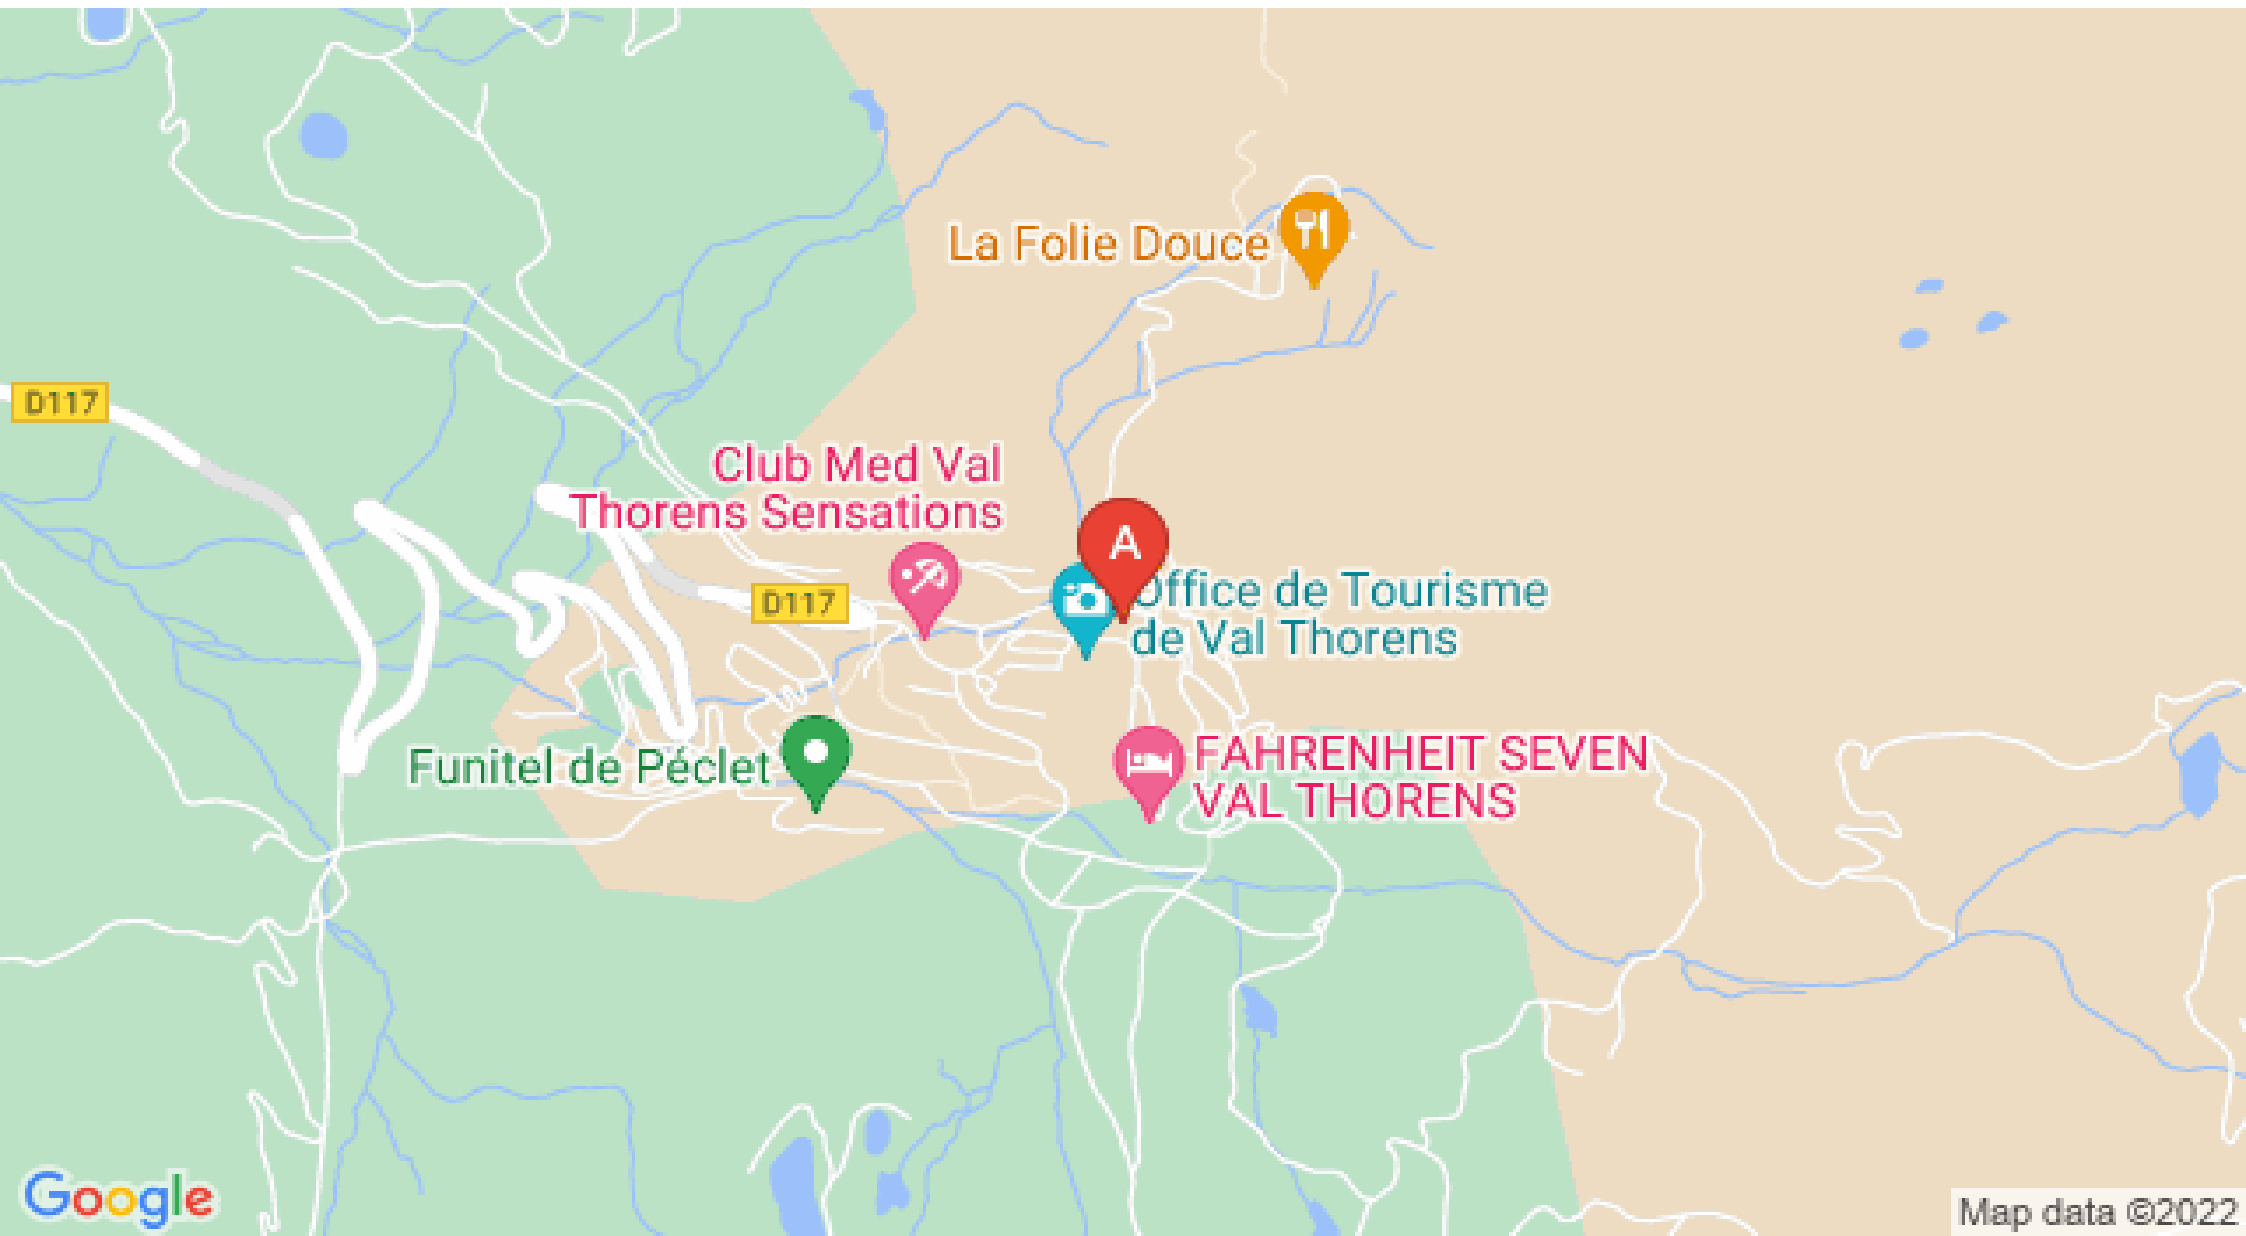 La Folie Douce
D117
Club Med Val
Thorens Sensations
A
D117
Office de Tourisme
de Val Thorens
Funitel de Péclet
FAHRENHEIT SEVEN
VAL THORENS
Google
Map data ©2022